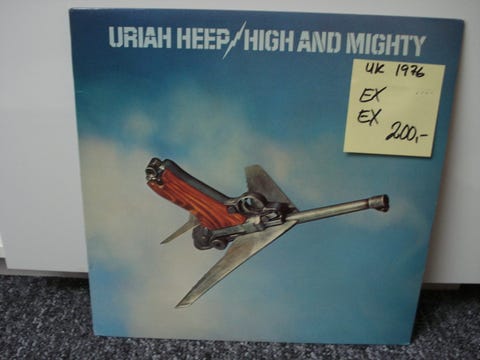 URIAH HEEP/HIGH AND MIGHTY
UK 1976
EX
EX
200,-